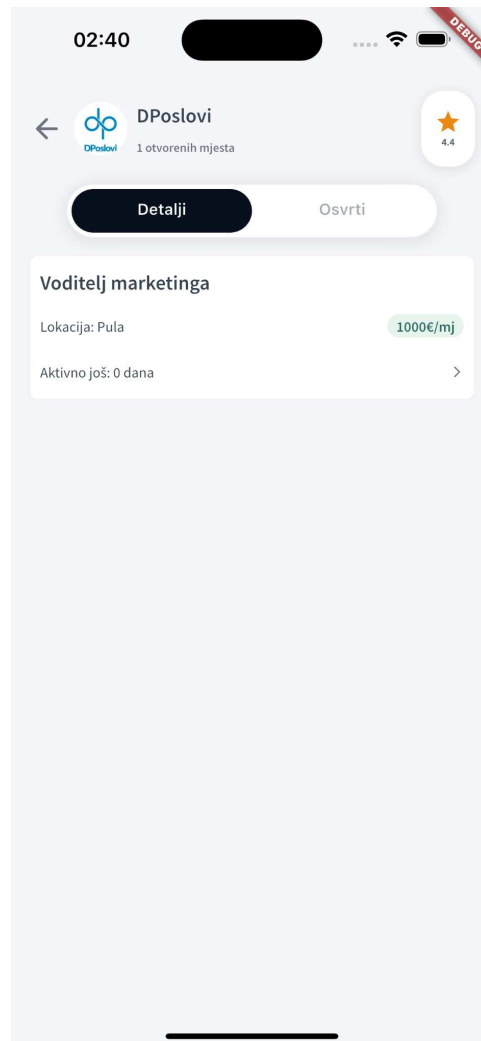 02:40
DEBUG
DPoslovi
DPoslovi
1 otvorenih mjesta
4.4
Detalji
Osvrti
Voditelj marketinga
Lokacija: Pula
1000€/mj
Aktivno još: 0 dana